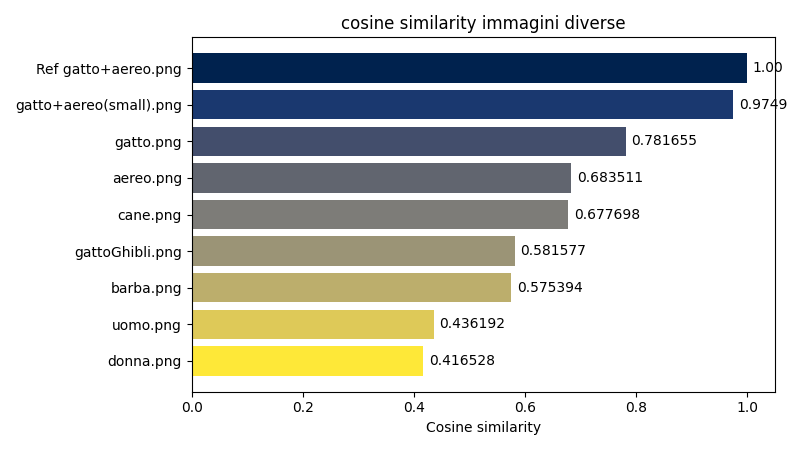 cosine similarity immagini diverse
Ref gatto+aereo.png 1.00
gatto+aereo(small).png 0.9749
gatto.png 0.781655
aereo.png 0.683511
cane.png 0.677698
gattoGhibli.png 0.581577
barba.png 0.575394
uomo.png 0.436192
donna.png 0.416528
0.0 0.2 0.4 0.6 0.8 1.0
Cosine similarity